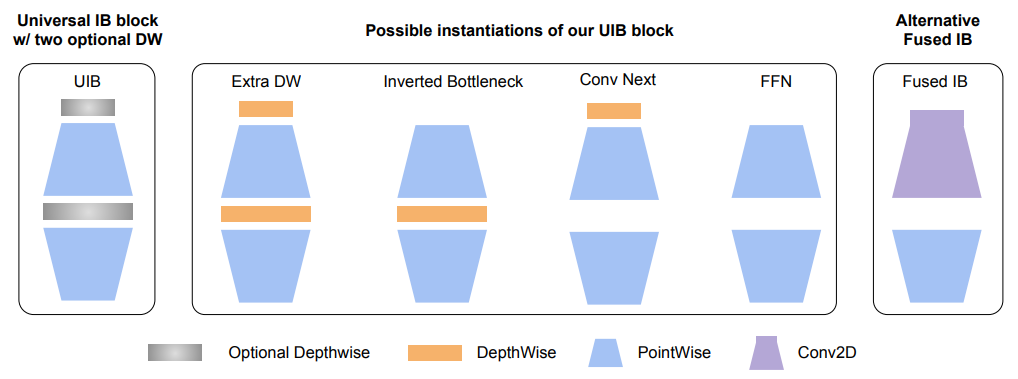 Universal IB block
w/ two optional DW
Possible instantiations of our UIB block
Alternative
Fused IB
UIB
Extra DW
Inverted Bottleneck
Conv Next
FFN
Fused IB
Optional Depthwise
DepthWise
PointWise
Conv2D